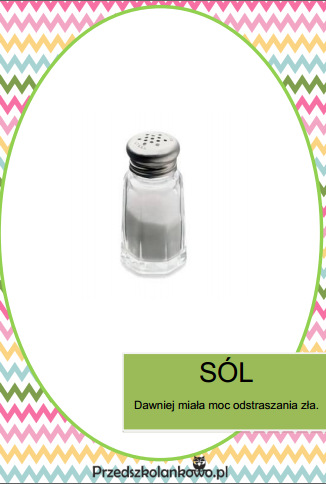 SÓL
Dawniej miała moc odstraszania zła.
Przedszkolankowo.pl